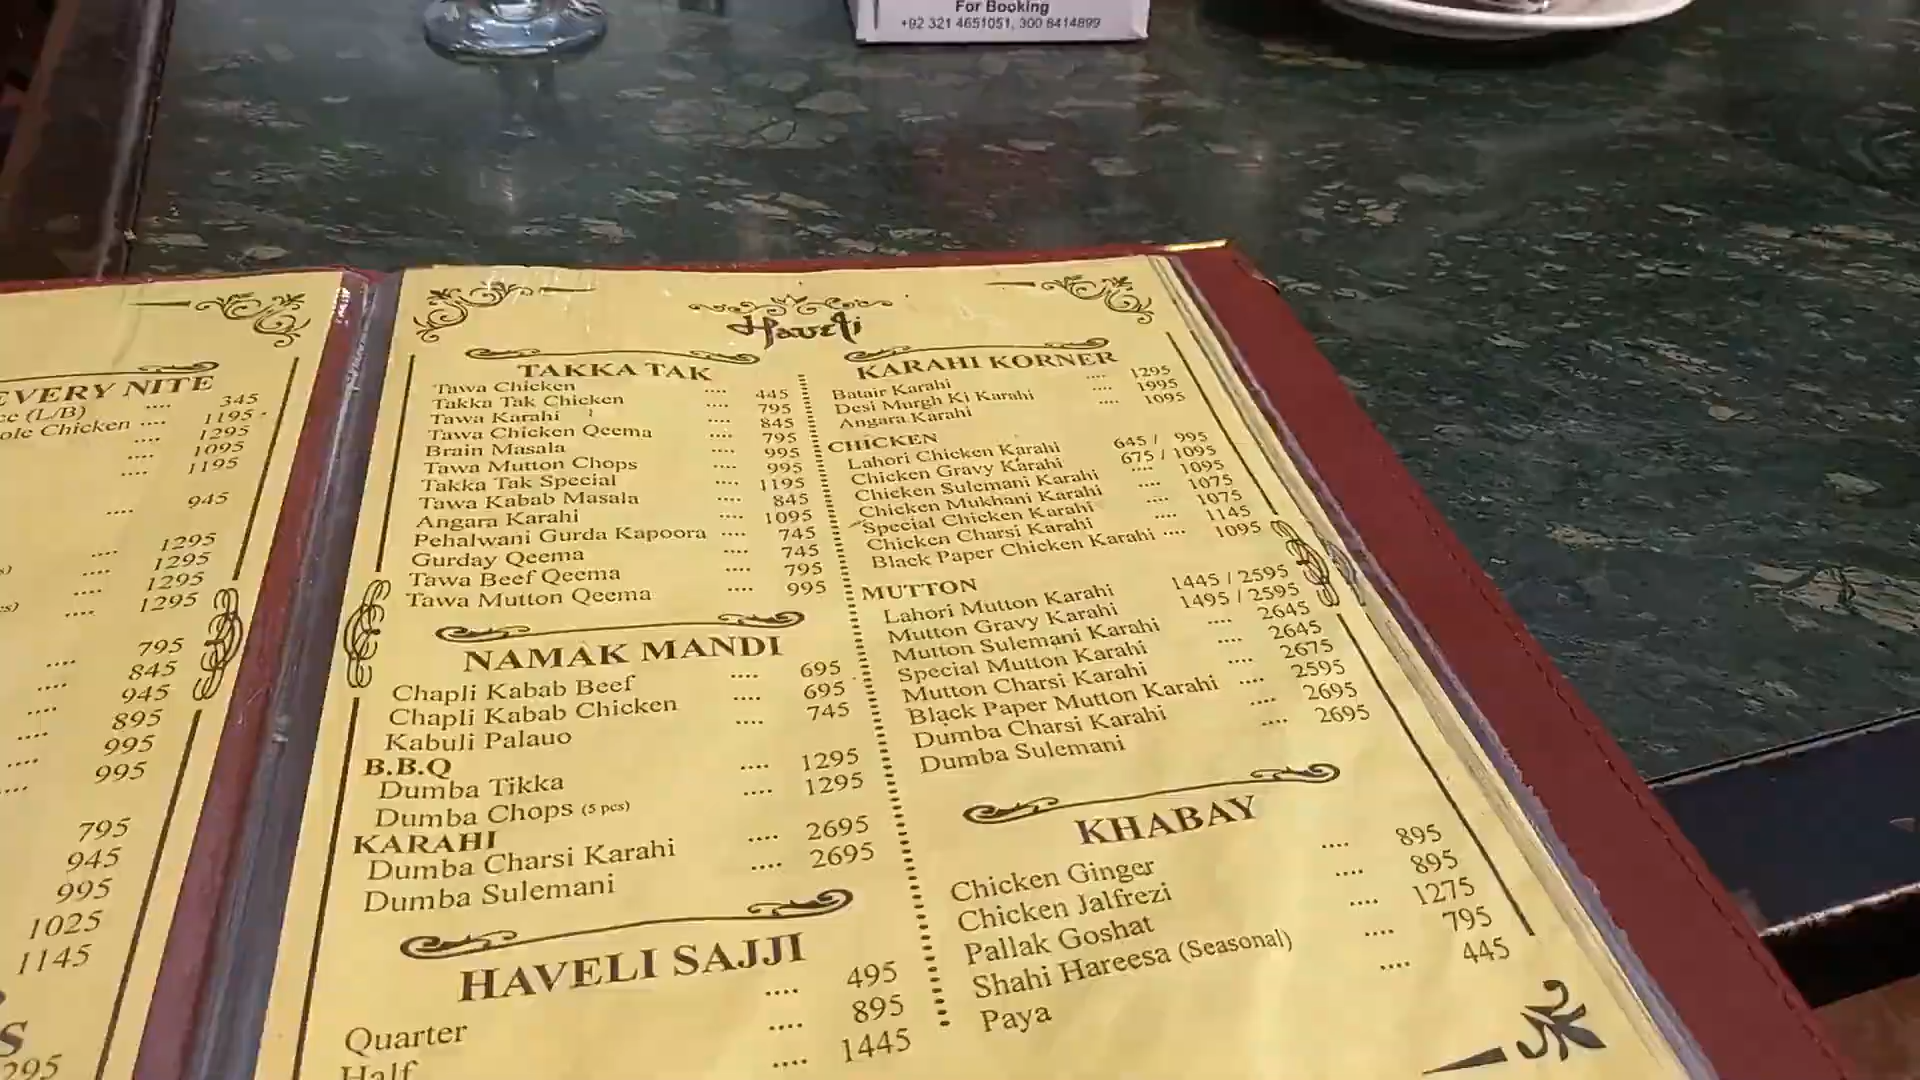 For Booking
+92 321 4651051, 300 8414899
EVERY NITE
ce (L/B) .... 345
ole Chicken .... 1195
.... 1295
.... 1095
.... 1195
.... 945
.... 1295
.... 1295
.... 1295
.... 1295
.... 795
.... 845
.... 945
.... 895
.... 995
.... 995
795
945
995
1025
1145
S
295
Haveli
TAKKA TAK
Tawa Chicken .... 445
Takka Tak Chicken .... 795
Tawa Karahi .... 845
Tawa Chicken Qeema .... 795
Brain Masala .... 995
Tawa Mutton Chops .... 995
Takka Tak Special .... 1195
Tawa Kabab Masala .... 845
Angara Karahi .... 1095
Pehalwani Gurda Kapoora .... 745
Gurday Qeema .... 745
Tawa Beef Qeema .... 795
Tawa Mutton Qeema .... 995
NAMAK MANDI
Chapli Kabab Beef .... 695
Chapli Kabab Chicken .... 695
Kabuli Palauo .... 745
B.B.Q
Dumba Tikka .... 1295
Dumba Chops (5 pcs) .... 1295
KARAHI
Dumba Charsi Karahi .... 2695
Dumba Sulemani .... 2695
HAVELI SAJJI
Quarter .... 495
Half .... 895
.... 1445
KARAHI KORNER
Batair Karahi .... 1295
Desi Murgh Ki Karahi .... 1995
Angara Karahi .... 1095
CHICKEN
Lahori Chicken Karahi 645 / 995
Chicken Gravy Karahi 675 / 1095
Chicken Sulemani Karahi .... 1095
Chicken Mukhani Karahi .... 1075
Special Chicken Karahi .... 1075
Chicken Charsi Karahi .... 1145
Black Paper Chicken Karahi .... 1095
MUTTON
Lahori Mutton Karahi 1445 / 2595
Mutton Gravy Karahi 1495 / 2595
Mutton Sulemani Karahi .... 2645
Special Mutton Karahi .... 2645
Mutton Charsi Karahi .... 2675
Black Paper Mutton Karahi .... 2595
Dumba Charsi Karahi .... 2695
Dumba Sulemani .... 2695
KHABAY
Chicken Ginger .... 895
Chicken Jalfrezi .... 895
Pallak Goshat .... 1275
Shahi Hareesa (Seasonal) .... 795
Paya .... 445